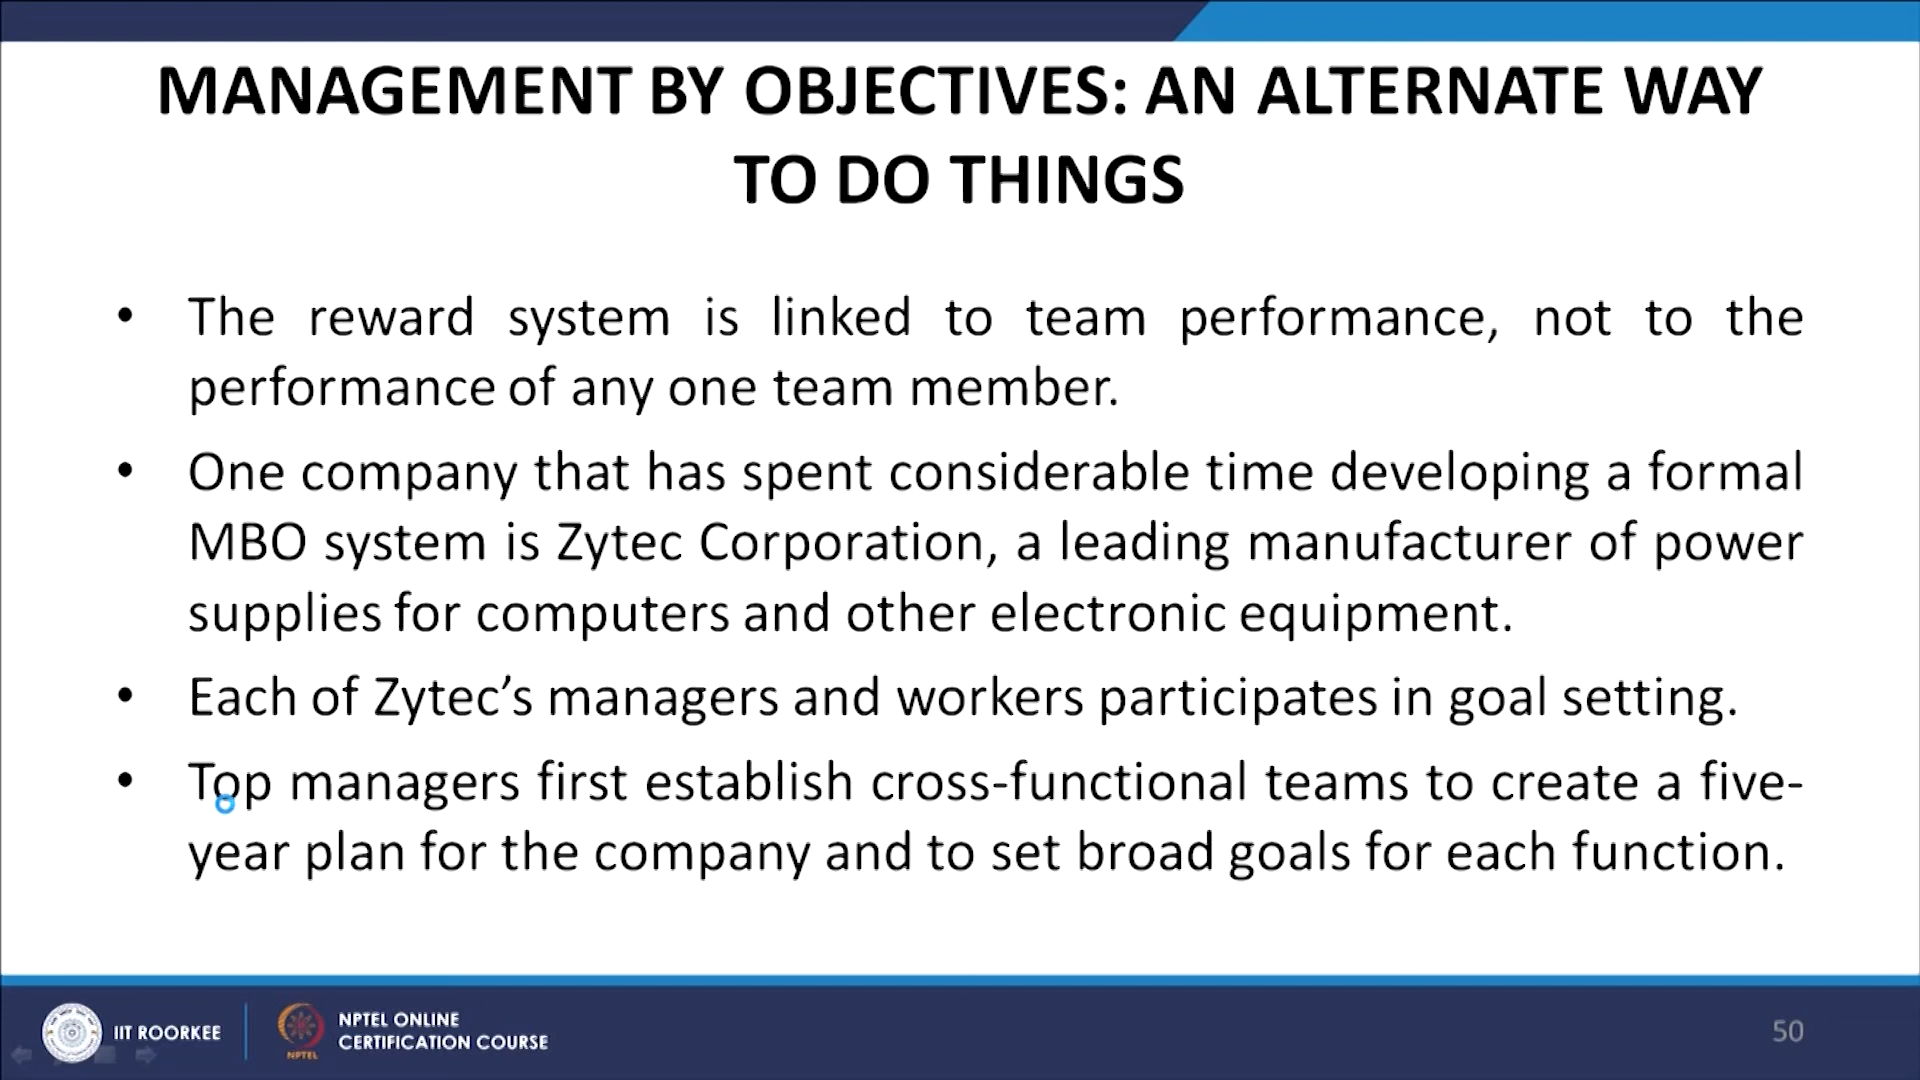 MANAGEMENT BY OBJECTIVES: AN ALTERNATE WAY
TO DO THINGS
• The reward system is linked to team performance, not to the
performance of any one team member.
• One company that has spent considerable time developing a formal
MBO system is Zytec Corporation, a leading manufacturer of power
supplies for computers and other electronic equipment.
• Each of Zytec’s managers and workers participates in goal setting.
• Top managers first establish cross-functional teams to create a five-
year plan for the company and to set broad goals for each function.
IIT ROORKEE
NPTEL
NPTEL ONLINE
CERTIFICATION COURSE
50